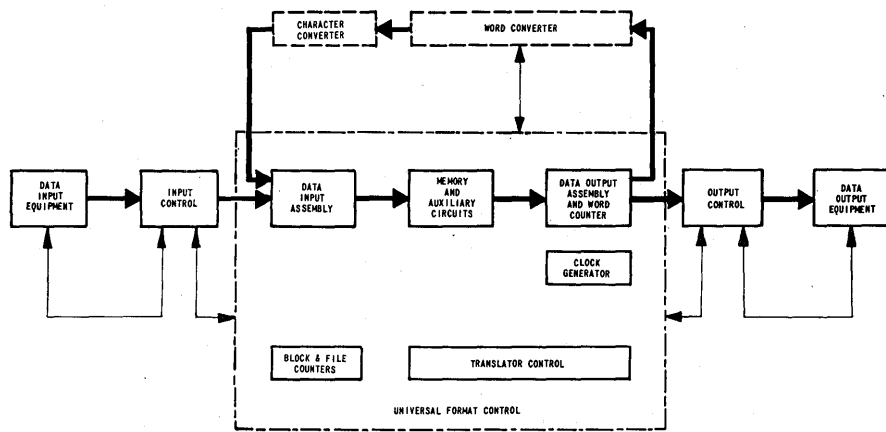 CHARACTER
CONVERTER
WORD CONVERTER
DATA
INPUT
EQUIPMENT
INPUT
CONTROL
DATA
INPUT
ASSEMBLY
MEMORY
AND
AUXILIARY
CIRCUITS
DATA OUTPUT
ASSEMBLY
AND WORD
COUNTER
OUTPUT
CONTROL
DATA
OUTPUT
EQUIPMENT
CLOCK
GENERATOR
BLOCK & FILE
COUNTERS
TRANSLATOR CONTROL
UNIVERSAL FORMAT CONTROL